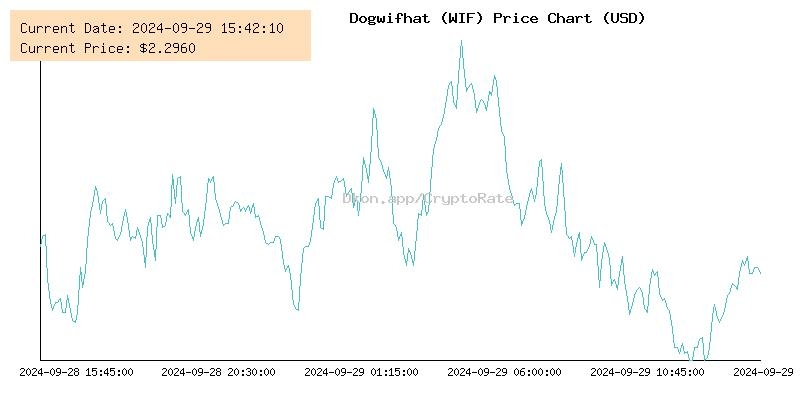 Dogwifhat (WIF) Price Chart (USD)
Current Date: 2024-09-29 15:42:10
Current Price: $2.2960
Dkon.app/CryptoRate
2024-09-28 15:45:00
2024-09-28 20:30:00
2024-09-29 01:15:00
2024-09-29 06:00:00
2024-09-29 10:45:00
2024-09-29